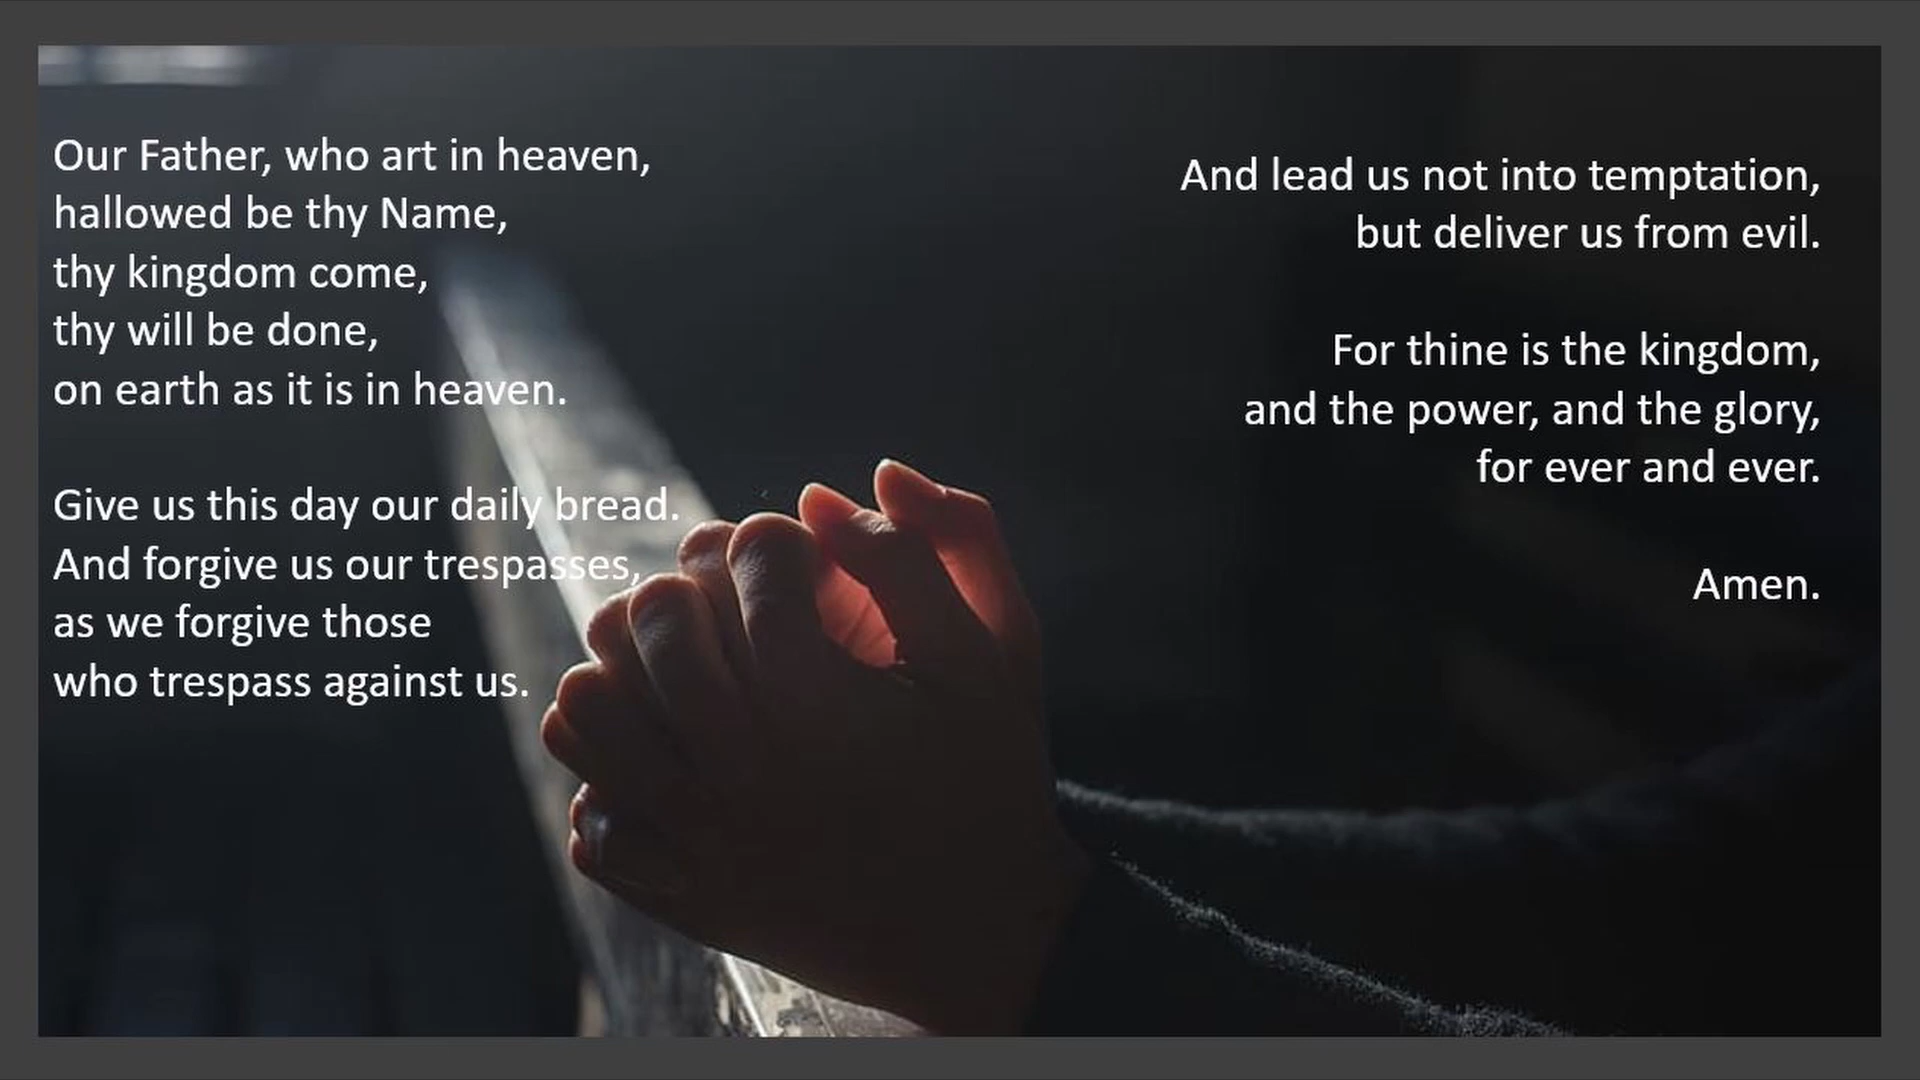 Our Father, who art in heaven,
hallowed be thy Name,
thy kingdom come,
thy will be done,
on earth as it is in heaven.
Give us this day our daily bread.
And forgive us our trespasses,
as we forgive those
who trespass against us.
And lead us not into temptation,
but deliver us from evil.
For thine is the kingdom,
and the power, and the glory,
for ever and ever.
Amen.